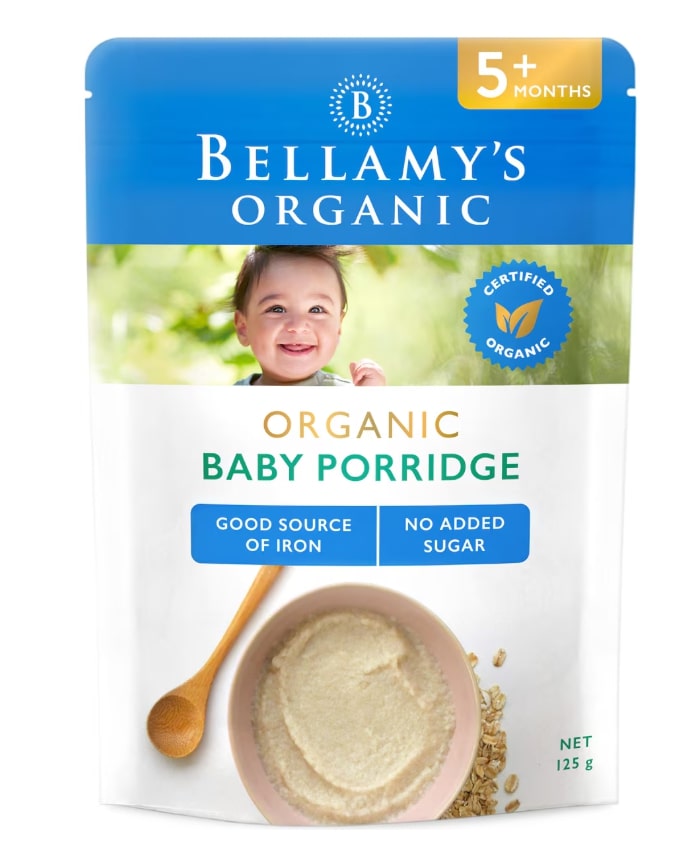 5+
MONTHS
B
BELLAMY'S
ORGANIC
CERTIFIED
ORGANIC
ORGANIC
BABY PORRIDGE
GOOD SOURCE
OF IRON
NO ADDED
SUGAR
NET
125 g